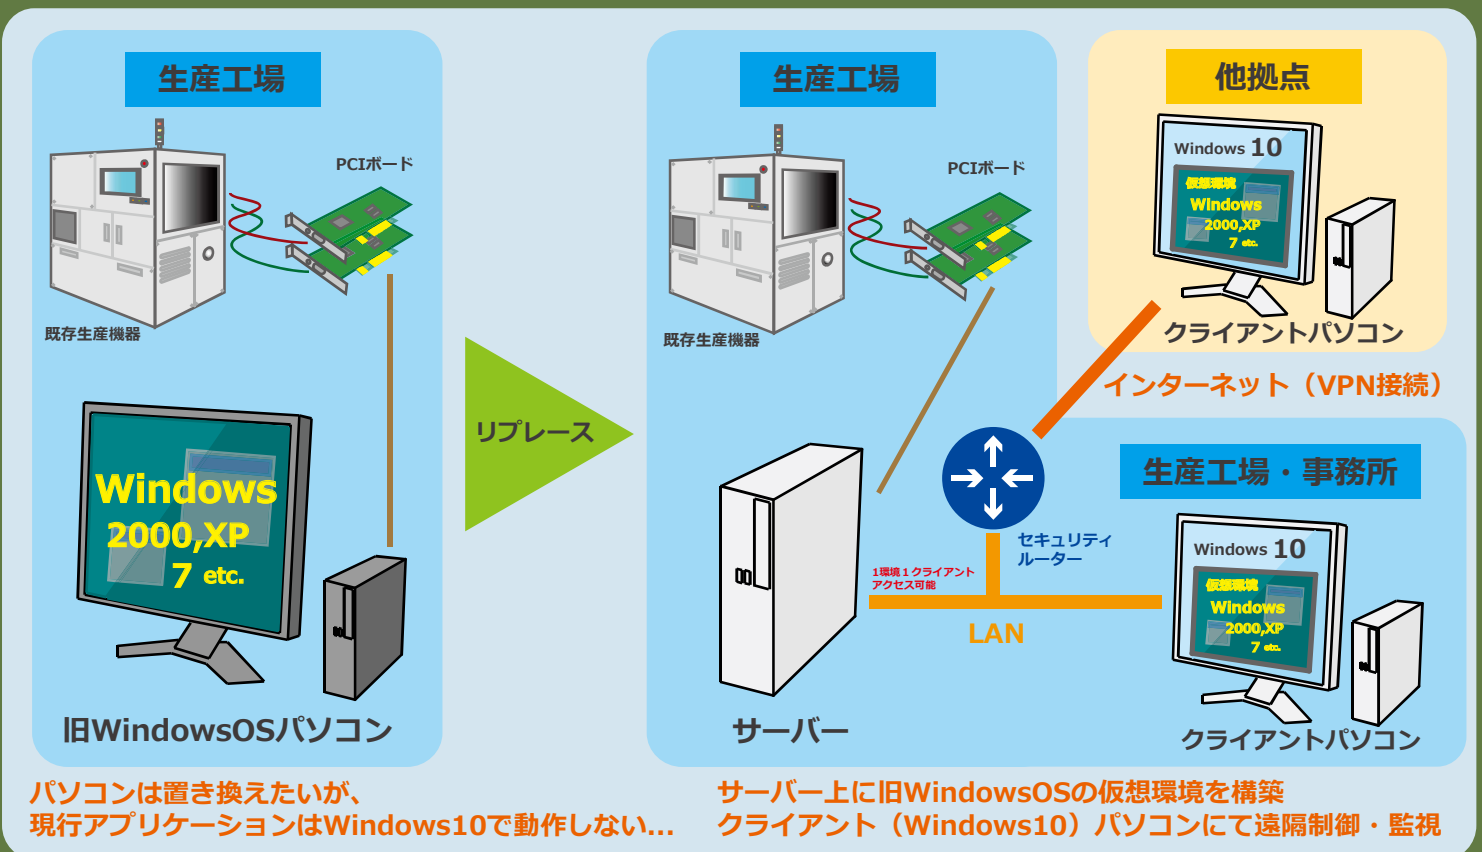 生産工場
PCIボード
既存生産機器
Windows
2000,XP
7 etc.
旧WindowsOSパソコン
パソコンは置き換えたいが、
現行アプリケーションはWindows10で動作しない...
リプレース
生産工場
PCIボード
既存生産機器
サーバー
1環境1クライアント
アクセス可能
LAN
セキュリティ
ルーター
他拠点
Windows 10
仮想環境
Windows
2000,XP
7 etc.
クライアントパソコン
インターネット(VPN接続)
生産工場・事務所
Windows 10
仮想環境
Windows
2000,XP
7 etc.
クライアントパソコン
サーバー上に旧WindowsOSの仮想環境を構築
クライアント(Windows10)パソコンにて遠隔制御・監視